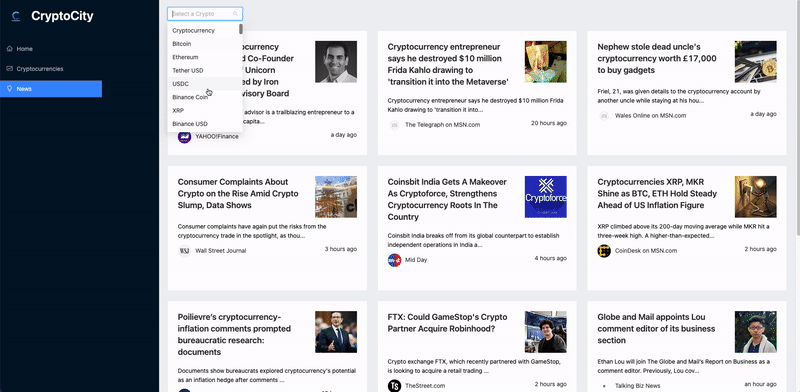 CryptoCity
Home
Cryptocurrencies
News
Select a Crypto
Cryptocurrency
Bitcoin
Ethereum
Tether USD
USDC
Binance Coin
XRP
Binance USD
ocurrency
d Co-Founder
Unicorn
ed by Iron
visory Board
advisor is a trailblazing entrepreneur to a
capita...
YAHOO!Finance
a day ago
Cryptocurrency entrepreneur
says he destroyed $10 million
Frida Kahlo drawing to
'transition it into the Metaverse'
Cryptocurrency entrepreneur says he destroyed $10 million Frida
Kahlo drawing to 'transition it into...
The Telegraph on MSN.com
20 hours ago
Nephew stole dead uncle's
cryptocurrency worth £17,000
to buy gadgets
Friel, 21, was given details to the cryptocurrency account by
another uncle while staying at his hou...
Wales Online on MSN.com
a day ago
Consumer Complaints About
Crypto on the Rise Amid Crypto
Slump, Data Shows
Consumer complaints have again put the risks from the
cryptocurrency trade in the spotlight, as thou...
WSJ
Wall Street Journal
3 hours ago
Coinsbit India Gets A Makeover
As Cryptoforce, Strengthens
Cryptocurrency Roots In The
Country
Cryptoforce
Coinsbit India breaks off from its global counterpart to establish
independent operations in India a...
Mid Day
4 hours ago
Cryptocurrencies XRP, MKR
Shine as BTC, ETH Hold Steady
Ahead of US Inflation Figure
XRP climbed above its 200-day moving average while MKR hit a
three-week high. A higher-than-expected...
CoinDesk on MSN.com
2 hours ago
Poilievre's cryptocurrency-
inflation comments prompted
bureaucratic research:
documents
Documents show bureaucrats explored cryptocurrency's potential
as an inflation hedge after comments ...
FTX: Could GameStop's Crypto
Partner Acquire Robinhood?
Crypto exchange FTX, which recently partnered with GameStop,
is looking to acquire a retail trading ...
TheStreet.com
2 hours ago
Globe and Mail appoints Lou
comment editor of its business
section
Ethan Lou will join The Globe and Mail's Report on Business as a
comment editor. Previously, Lou cov...
Talking Biz News
an hour ago